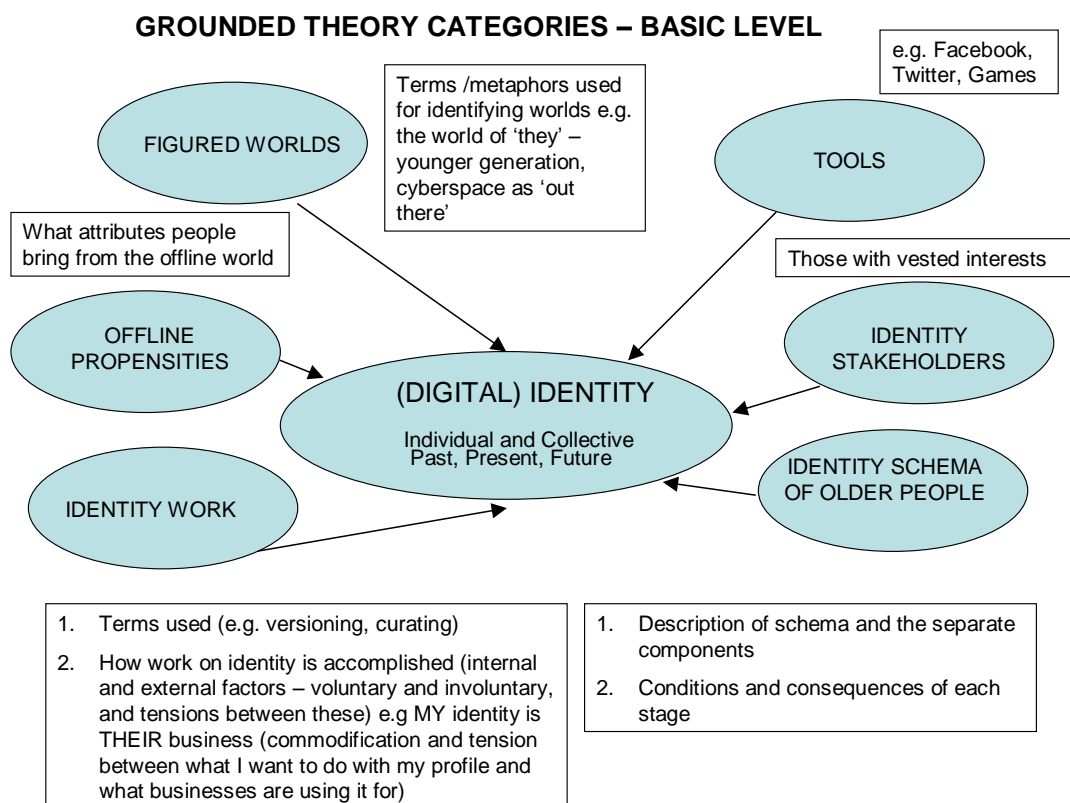 GROUNDED THEORY CATEGORIES – BASIC LEVEL
e.g. Facebook,
Twitter, Games
Terms /metaphors used
for identifying worlds e.g.
the world of ‘they’ –
younger generation,
cyberspace as ‘out
there’
FIGURED WORLDS
TOOLS
What attributes people
bring from the offline world
Those with vested interests
OFFLINE
PROPENSITIES
IDENTITY
STAKEHOLDERS
(DIGITAL) IDENTITY
Individual and Collective
Past, Present, Future
IDENTITY SCHEMA
OF OLDER PEOPLE
IDENTITY WORK
1. Terms used (e.g. versioning, curating)
2. How work on identity is accomplished (internal
and external factors – voluntary and involuntary,
and tensions between these) e.g MY identity is
THEIR business (commodification and tension
between what I want to do with my profile and
what businesses are using it for)
1. Description of schema and the separate
components
2. Conditions and consequences of each
stage